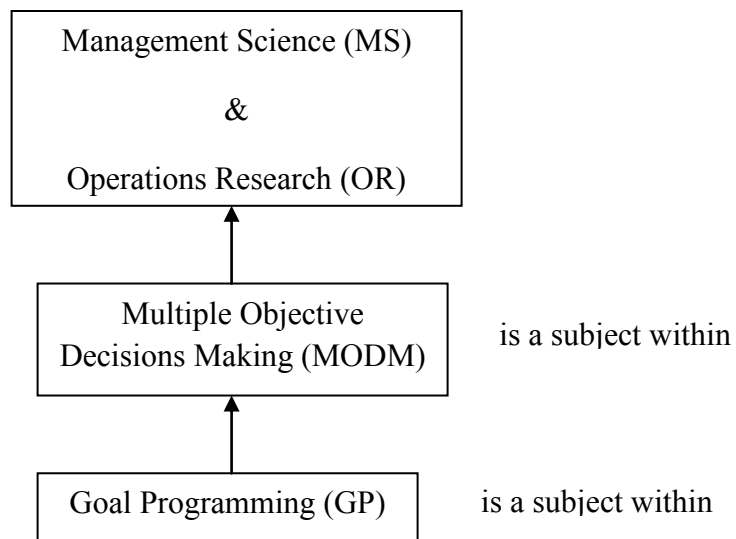 Management Science (MS)
&
Operations Research (OR)
Multiple Objective
Decisions Making (MODM)
is a subject within
Goal Programming (GP)
is a subject within